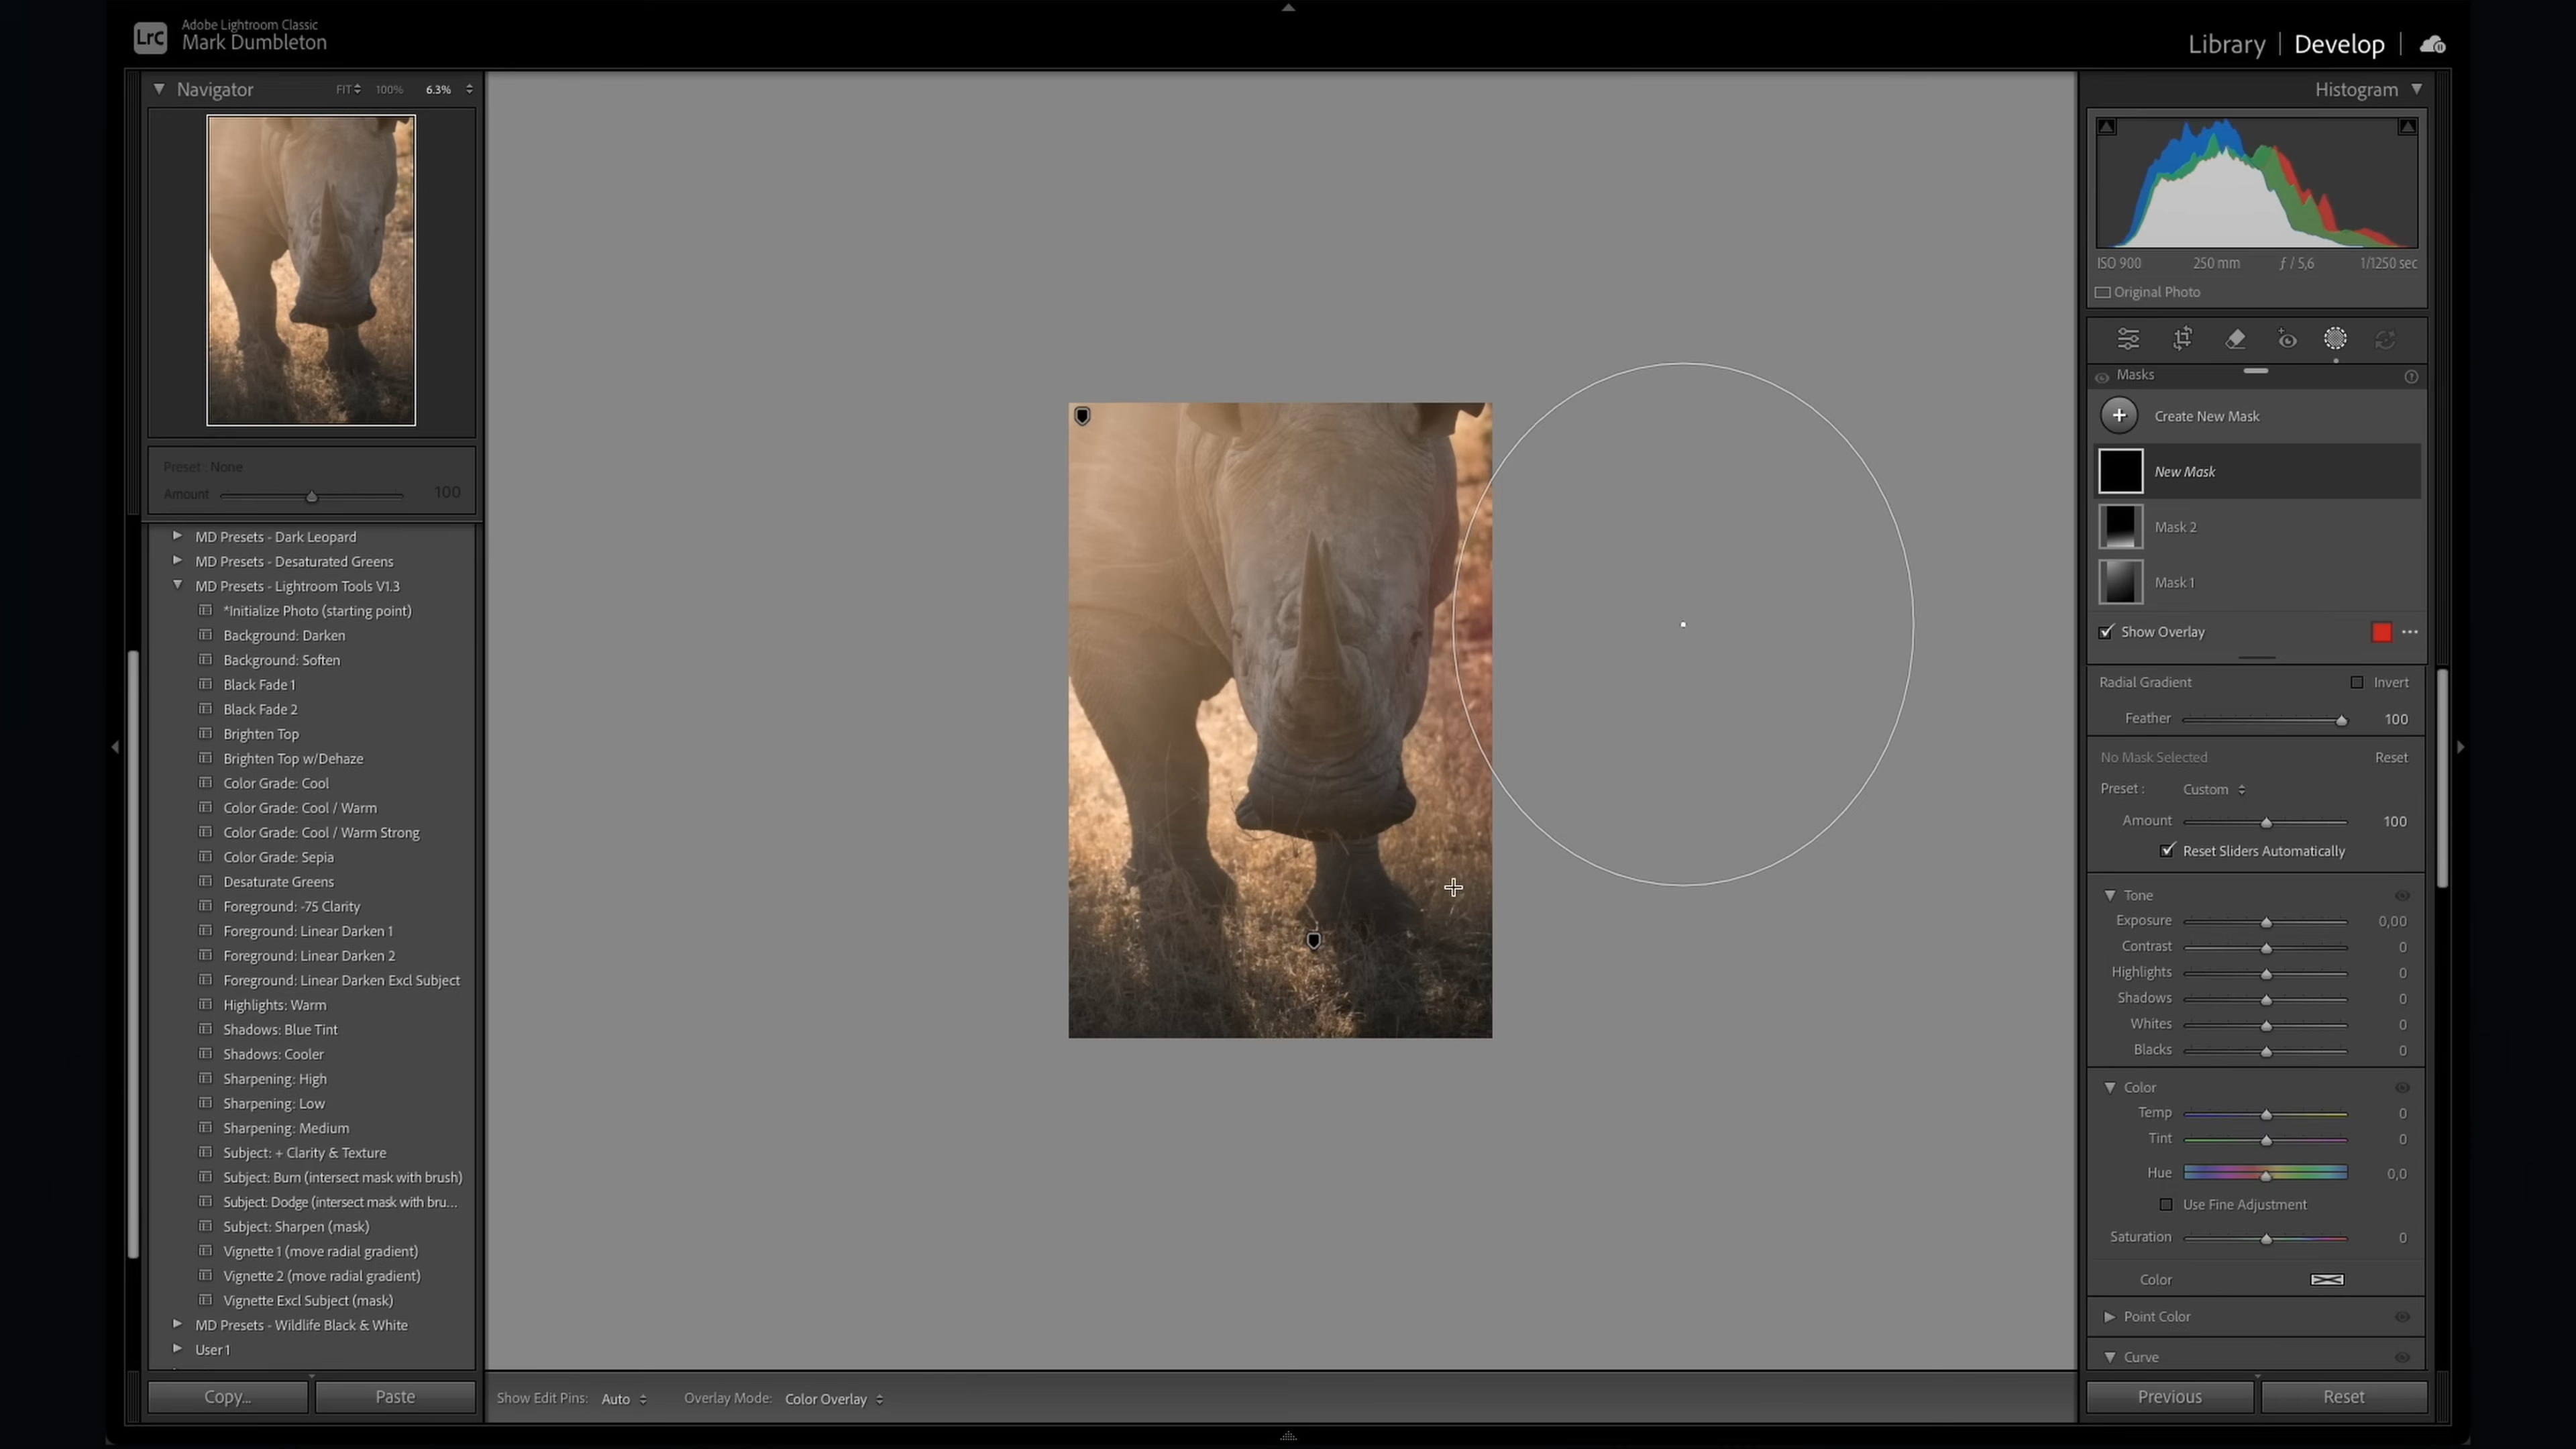 Adobe Lightroom Classic
LrC
Mark Dumbleton
Library | Develop |
Navigator FIT 100% 6.3%
Histogram
ISO 900 250 mm ƒ / 5,6 1/1250 sec
Original Photo
Masks
Create New Mask
New Mask
Mask 2
Mask 1
Show Overlay
Radial Gradient Invert
Feather 100
No Mask Selected Reset
Preset : Custom
Amount 100
Reset Sliders Automatically
Tone
Exposure 0,00
Contrast 0
Highlights 0
Shadows 0
Whites 0
Blacks 0
Color
Temp 0
Tint 0
Hue 0,0
Use Fine Adjustment
Saturation 0
Color
Point Color
Curve
Previous Reset
Preset : None
Amount 100
MD Presets - Dark Leopard
MD Presets - Desaturated Greens
MD Presets - Lightroom Tools V1.3
*Initialize Photo (starting point)
Background: Darken
Background: Soften
Black Fade 1
Black Fade 2
Brighten Top
Brighten Top w/Dehaze
Color Grade: Cool
Color Grade: Cool / Warm
Color Grade: Cool / Warm Strong
Color Grade: Sepia
Desaturate Greens
Foreground: -75 Clarity
Foreground: Linear Darken 1
Foreground: Linear Darken 2
Foreground: Linear Darken Excl Subject
Highlights: Warm
Shadows: Blue Tint
Shadows: Cooler
Sharpening: High
Sharpening: Low
Sharpening: Medium
Subject: + Clarity & Texture
Subject: Burn (intersect mask with brush)
Subject: Dodge (intersect mask with bru...
Subject: Sharpen (mask)
Vignette 1 (move radial gradient)
Vignette 2 (move radial gradient)
Vignette Excl Subject (mask)
MD Presets - Wildlife Black & White
User 1
Copy... Paste
Show Edit Pins: Auto Overlay Mode: Color Overlay